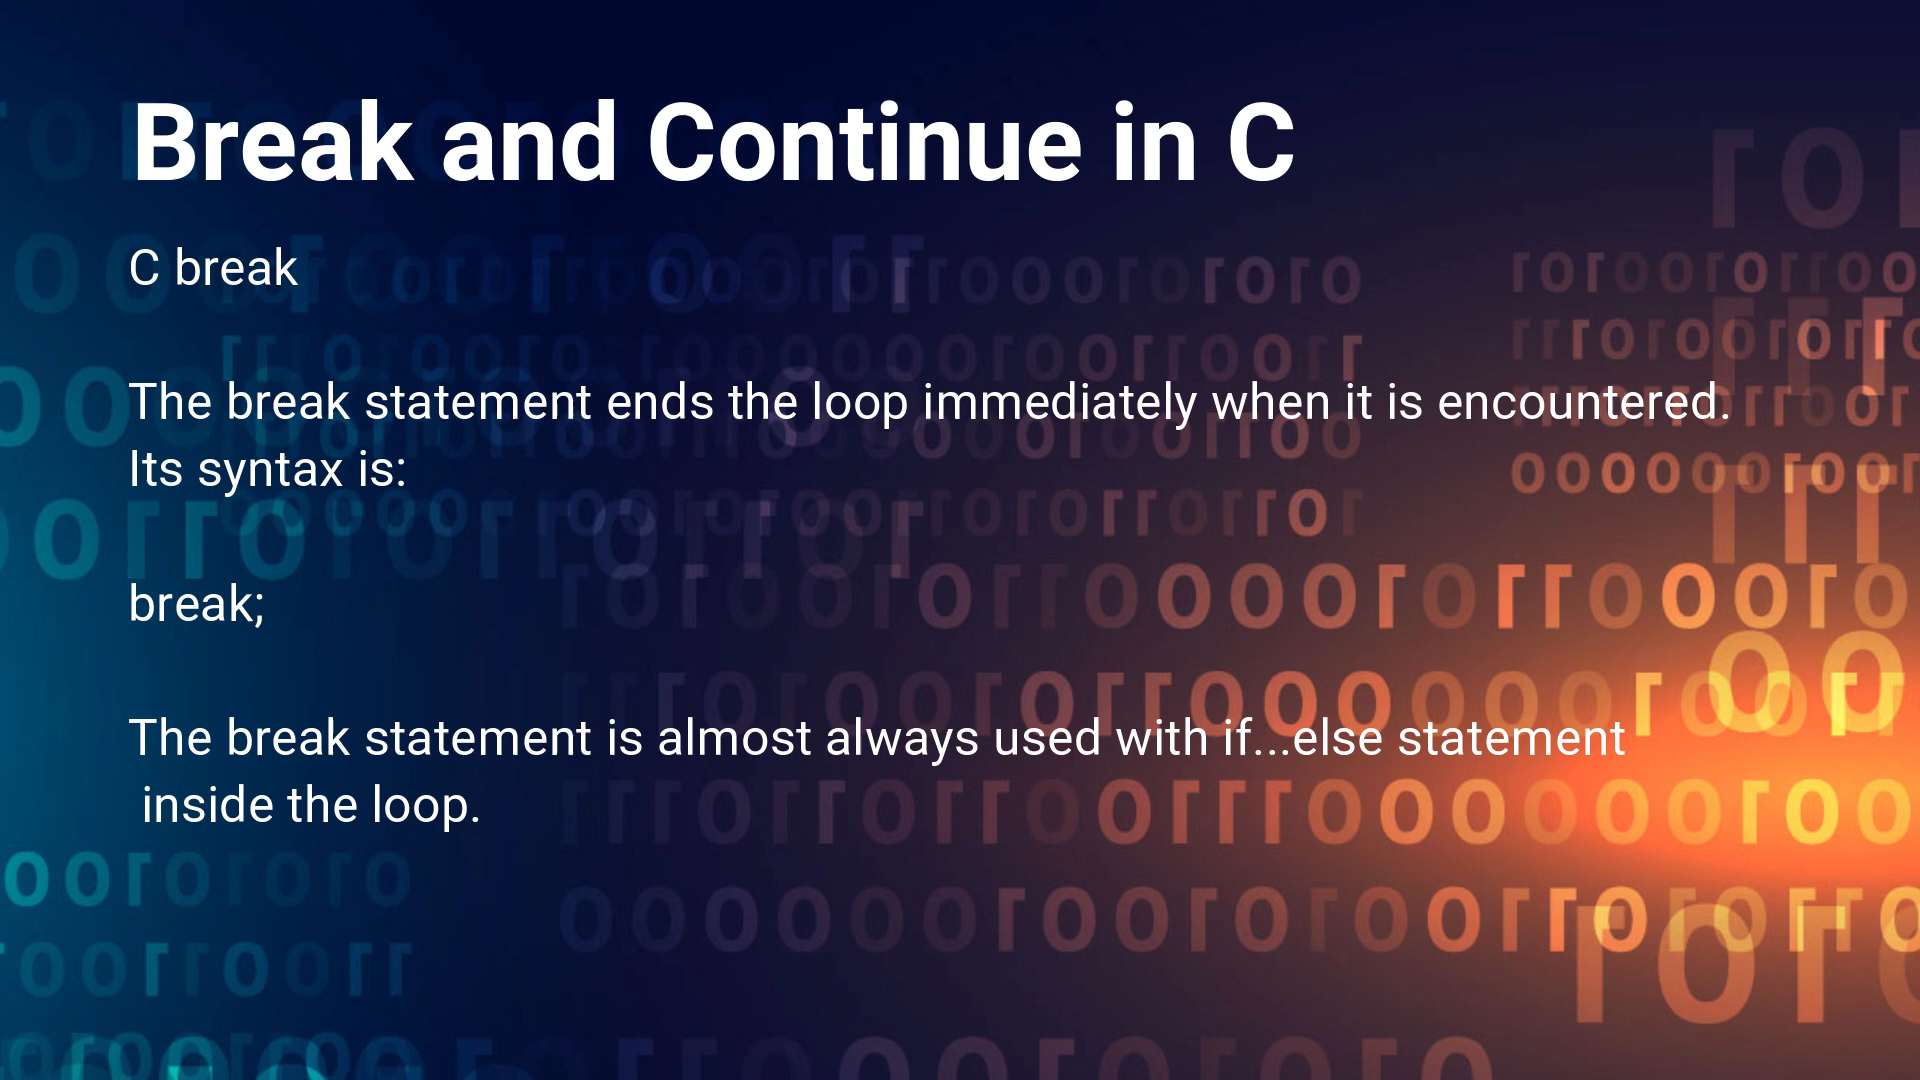 Break and Continue in C
C break
The break statement ends the loop immediately when it is encountered.
Its syntax is:
break;
The break statement is almost always used with if...else statement
inside the loop.